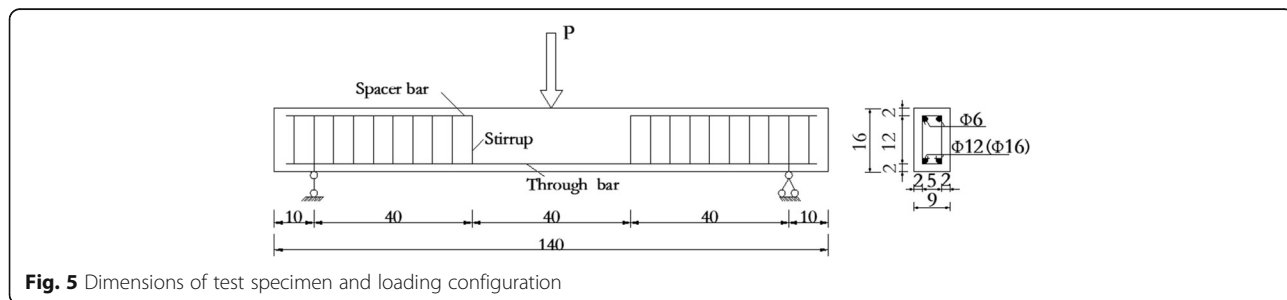 P
Spacer bar
Stirrup
Through bar
10
40
40
40
10
140
16
2
12
2
Φ6
Φ12(Φ16)
2 5 2
9
Fig. 5 Dimensions of test specimen and loading configuration